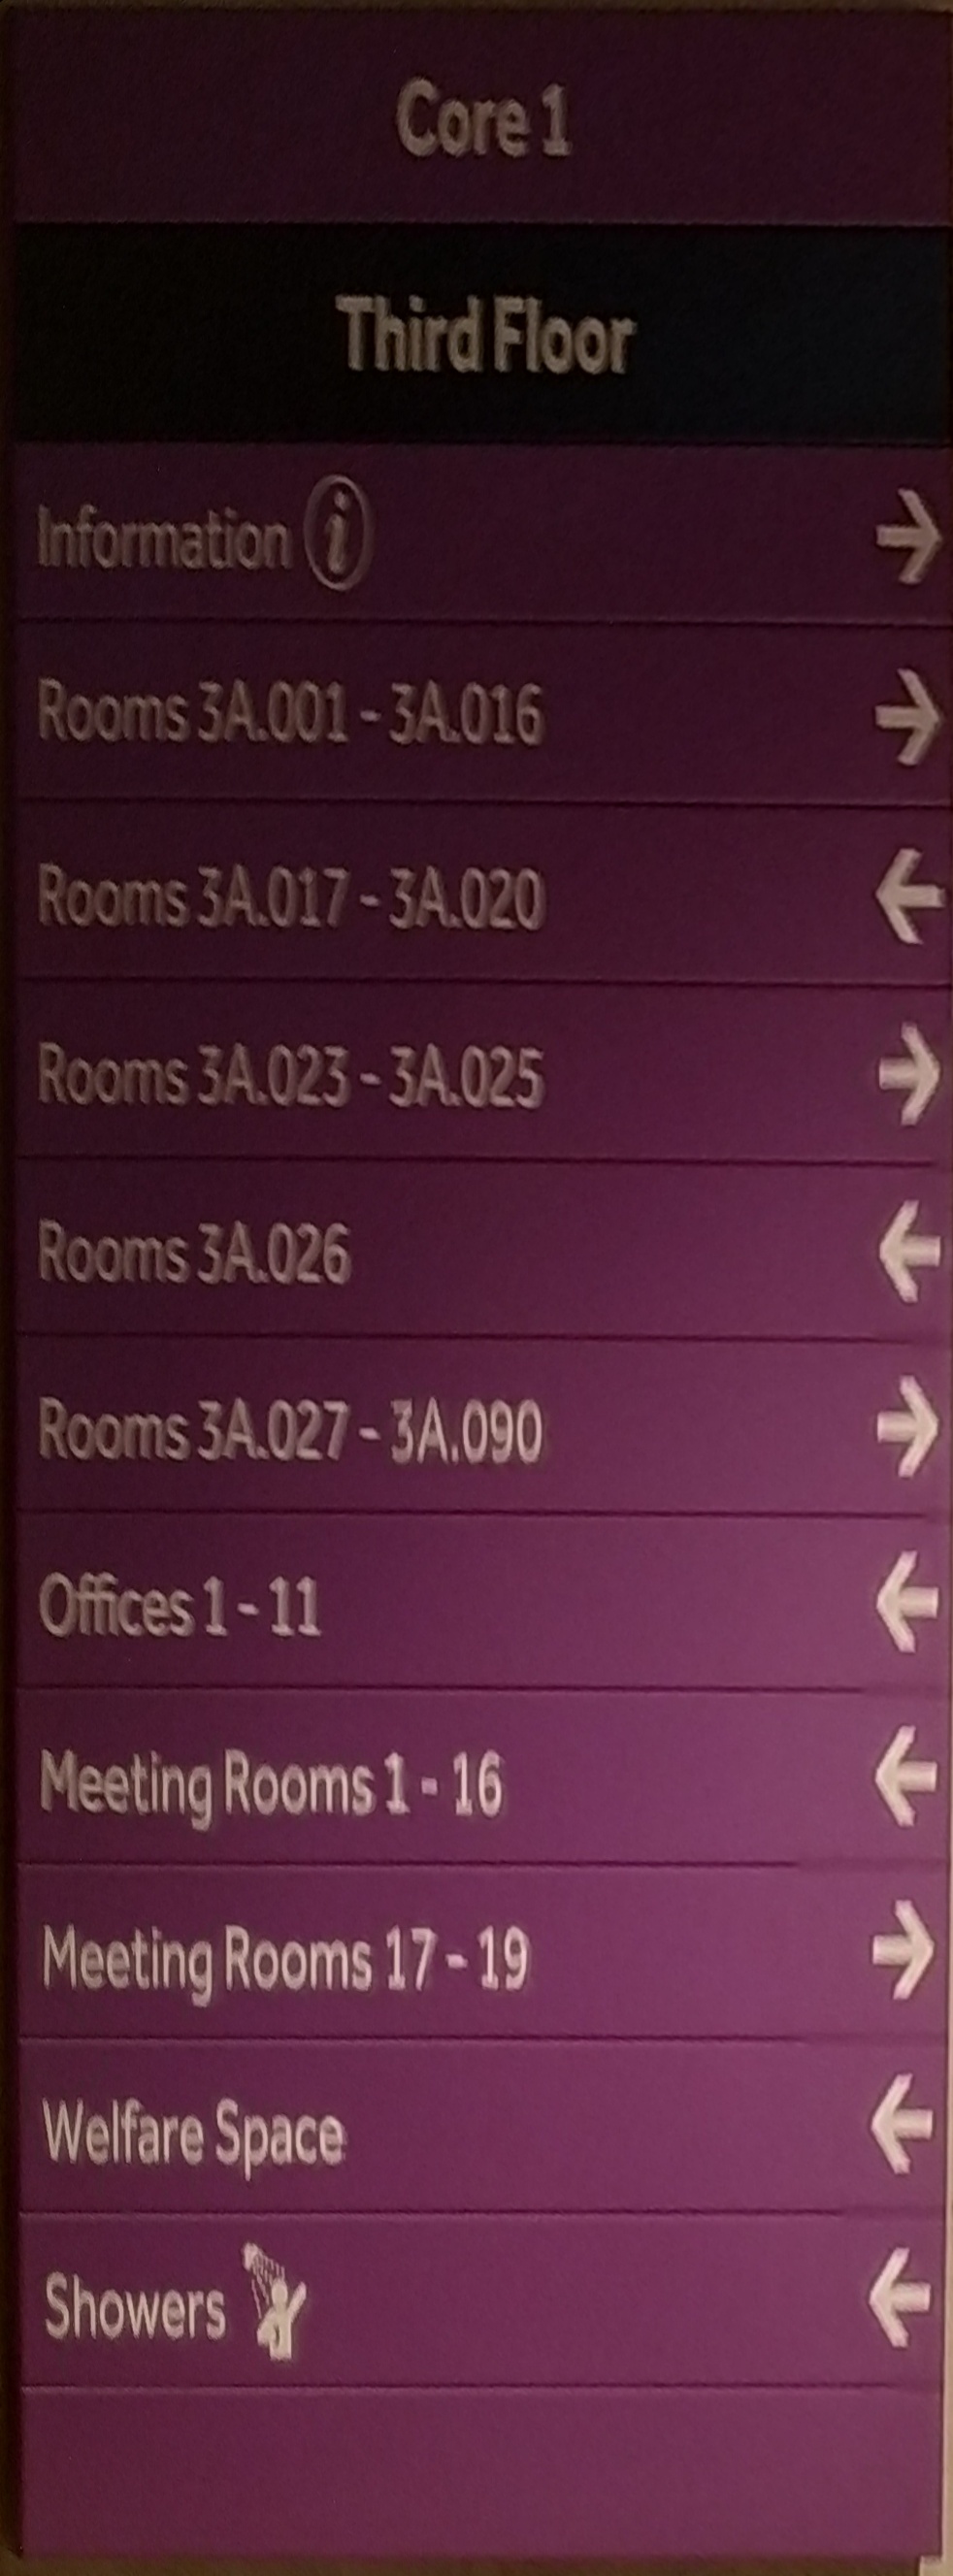 Core 1
Third Floor
Information i
Rooms 3A.001 - 3A.016
Rooms 3A.017 - 3A.020
Rooms 3A.023 - 3A.025
Rooms 3A.026
Rooms 3A.027 - 3A.090
Offices 1 - 11
Meeting Rooms 1 - 16
Meeting Rooms 17 - 19
Welfare Space
Showers